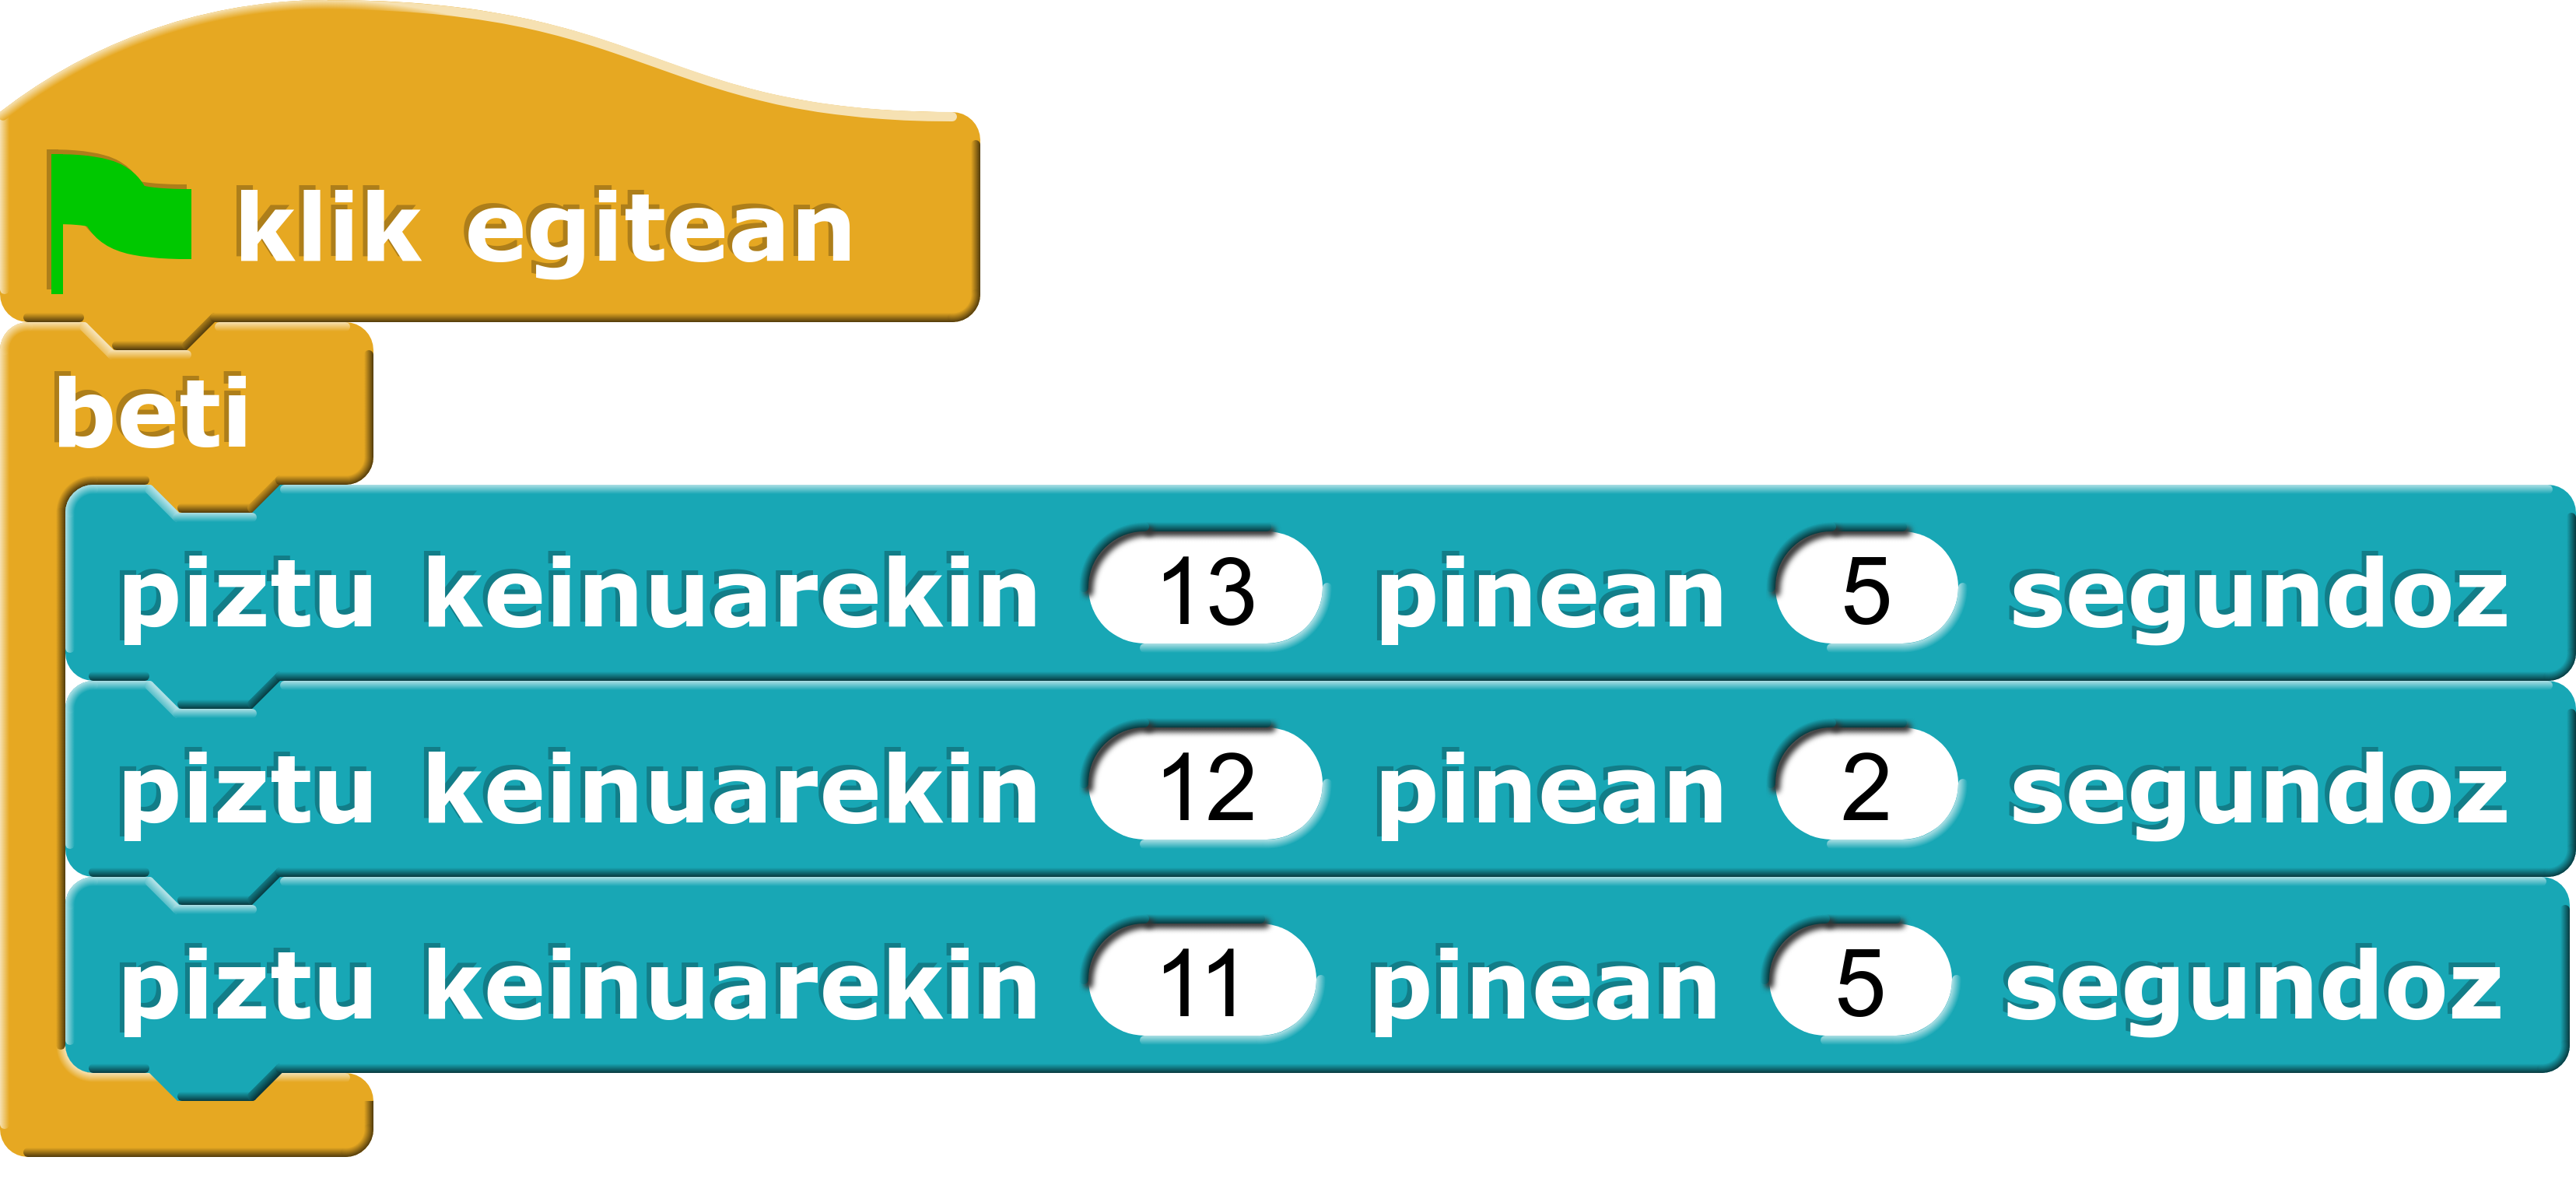 klik egitean
beti
piztu keinuarekin 13 pinean 5 segundoz
piztu keinuarekin 12 pinean 2 segundoz
piztu keinuarekin 11 pinean 5 segundoz